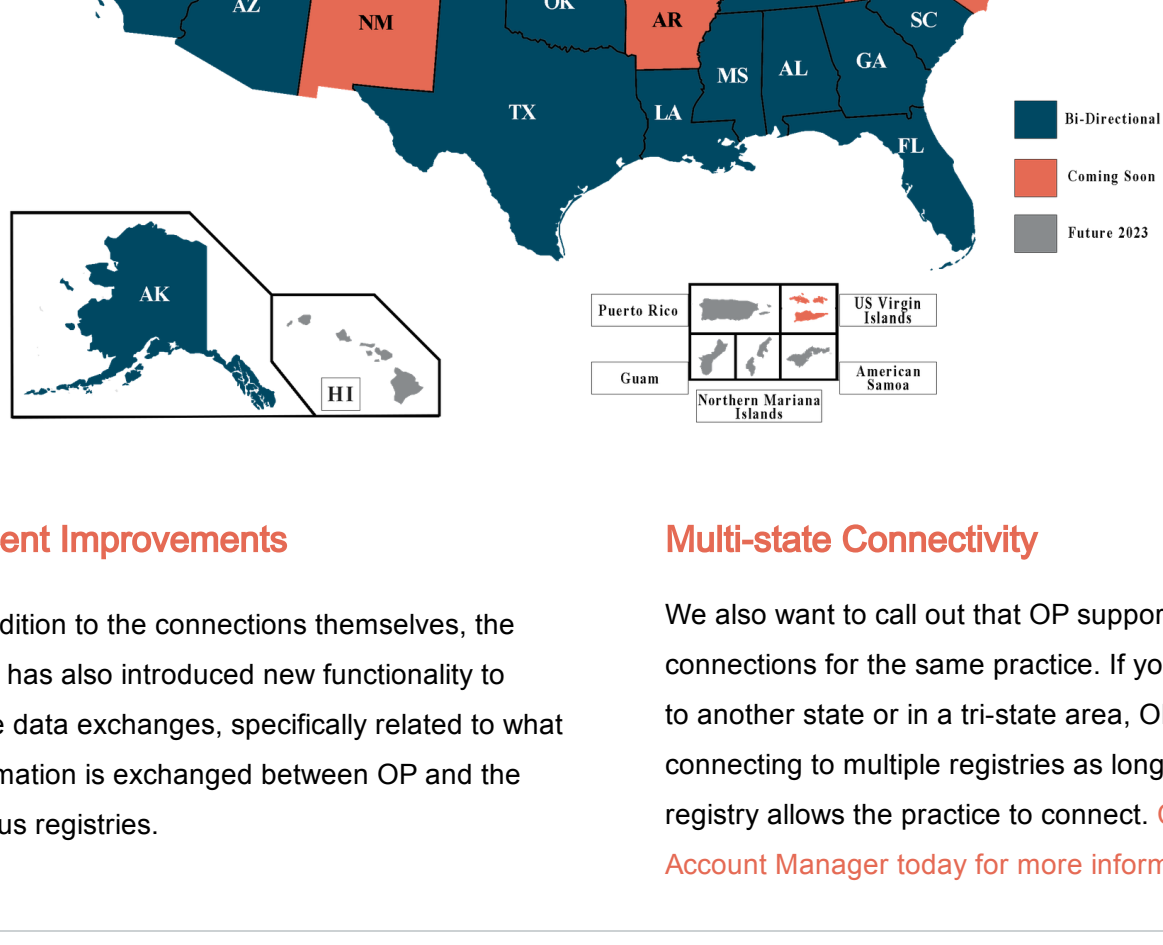 AZ
NM
OK
AR
SC
MS
AL
GA
TX
LA
FL
Bi-Directional
Coming Soon
Future 2023
AK
HI
Puerto Rico
US Virgin
Islands
Guam
American
Samoa
Northern Mariana
Islands
ent Improvements
dition to the connections themselves, the
has also introduced new functionality to
e data exchanges, specifically related to what
mation is exchanged between OP and the
us registries.
Multi-state Connectivity
We also want to call out that OP suppor
connections for the same practice. If yo
to another state or in a tri-state area, O
connecting to multiple registries as long
registry allows the practice to connect.
Account Manager today for more inform